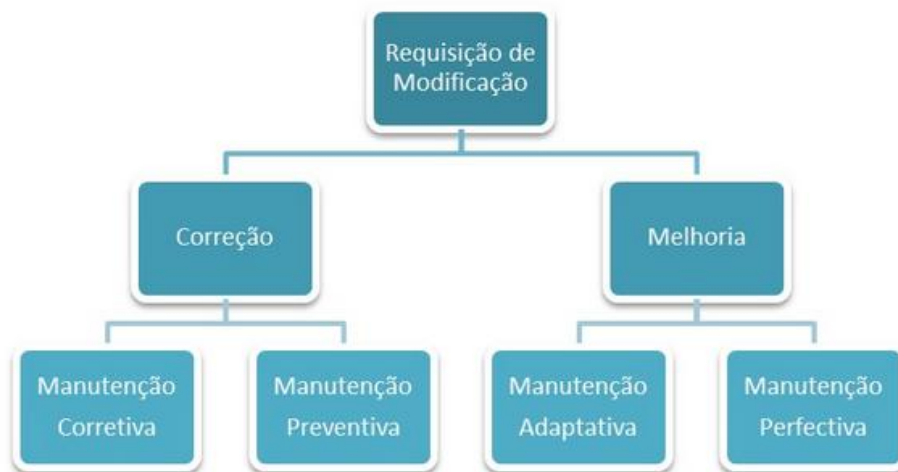 Requisição de
Modificação
Correção
Melhoria
Manutenção
Corretiva
Manutenção
Preventiva
Manutenção
Adaptativa
Manutenção
Perfectiva